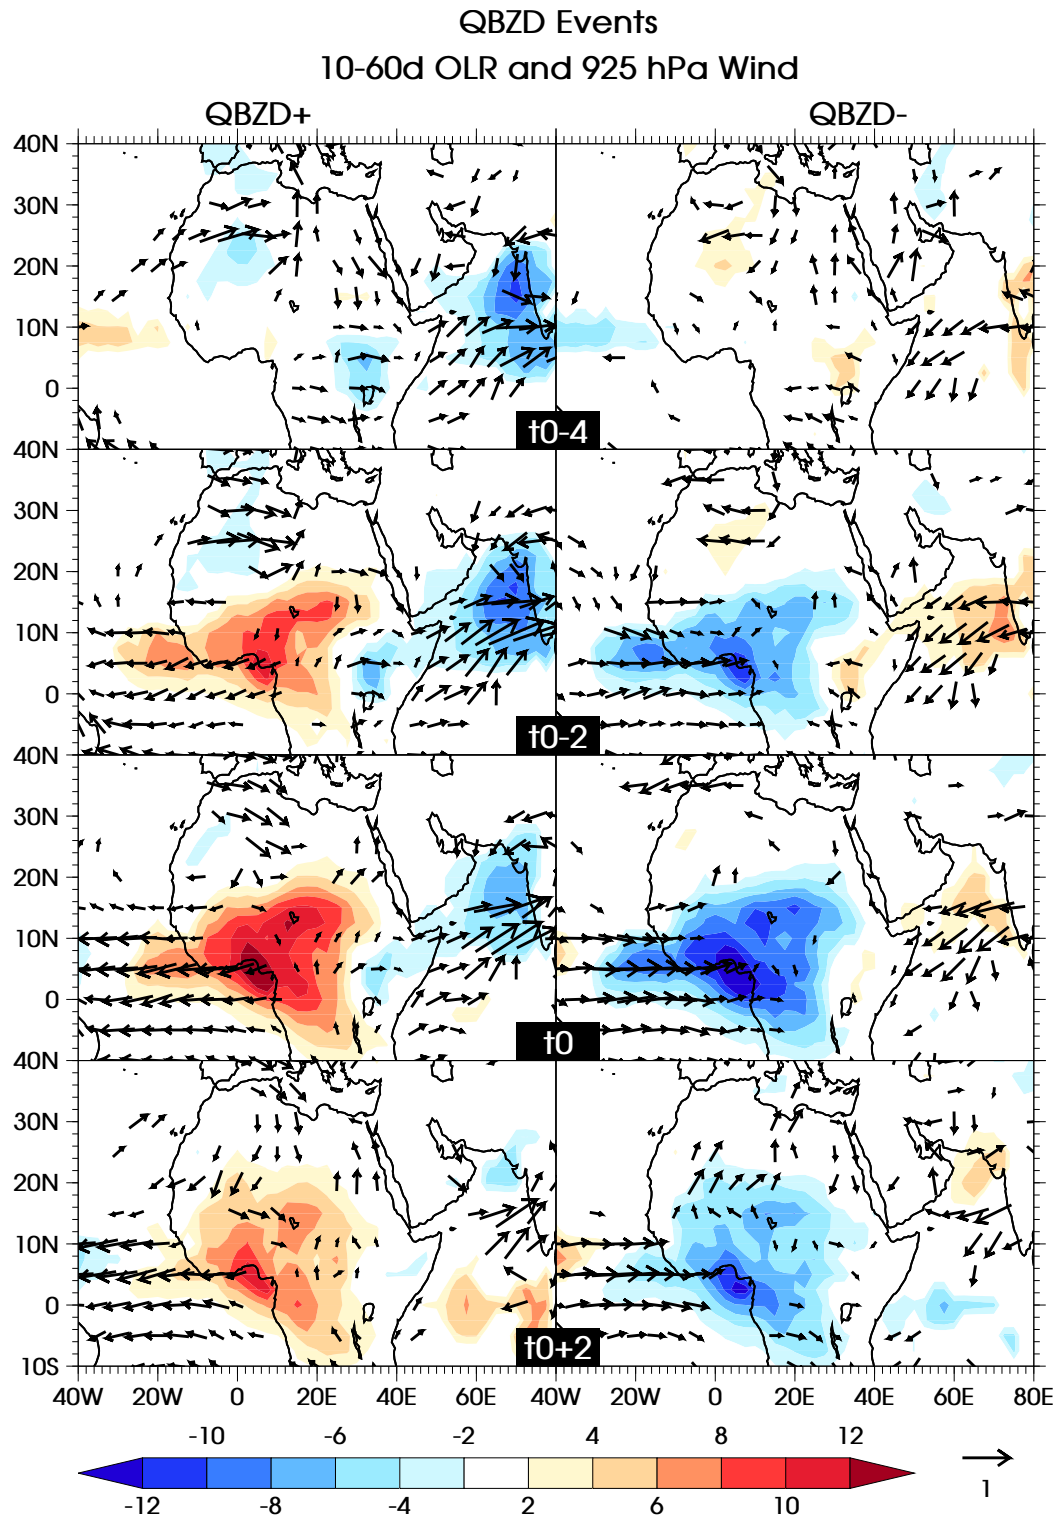 QBZD Events
10-60d OLR and 925 hPa Wind
QBZD+ QBZD-
40N
30N
20N
10N
0
t0-4
40N
30N
20N
10N
0
t0-2
40N
30N
20N
10N
0
t0
40N
30N
20N
10N
0
10S
t0+2
40W 20W 0 20E 40E 60E 40W 20W 0 20E 40E 60E 80E
-10 -6 -2 4 8 12
-12 -8 -4 2 6 10
1